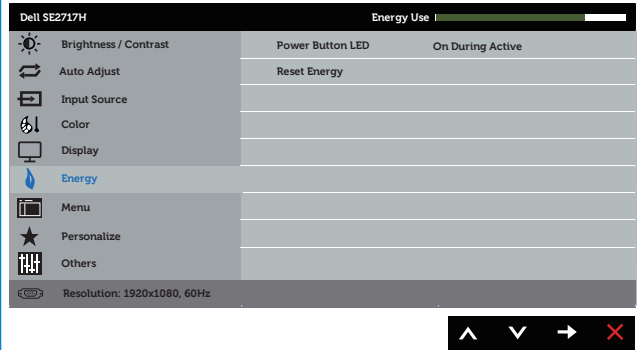 Dell SE2717H Energy Use
Brightness / Contrast Power Button LED On During Active
Auto Adjust Reset Energy
Input Source
Color
Display
Energy
Menu
Personalize
Others
Resolution: 1920x1080, 60Hz